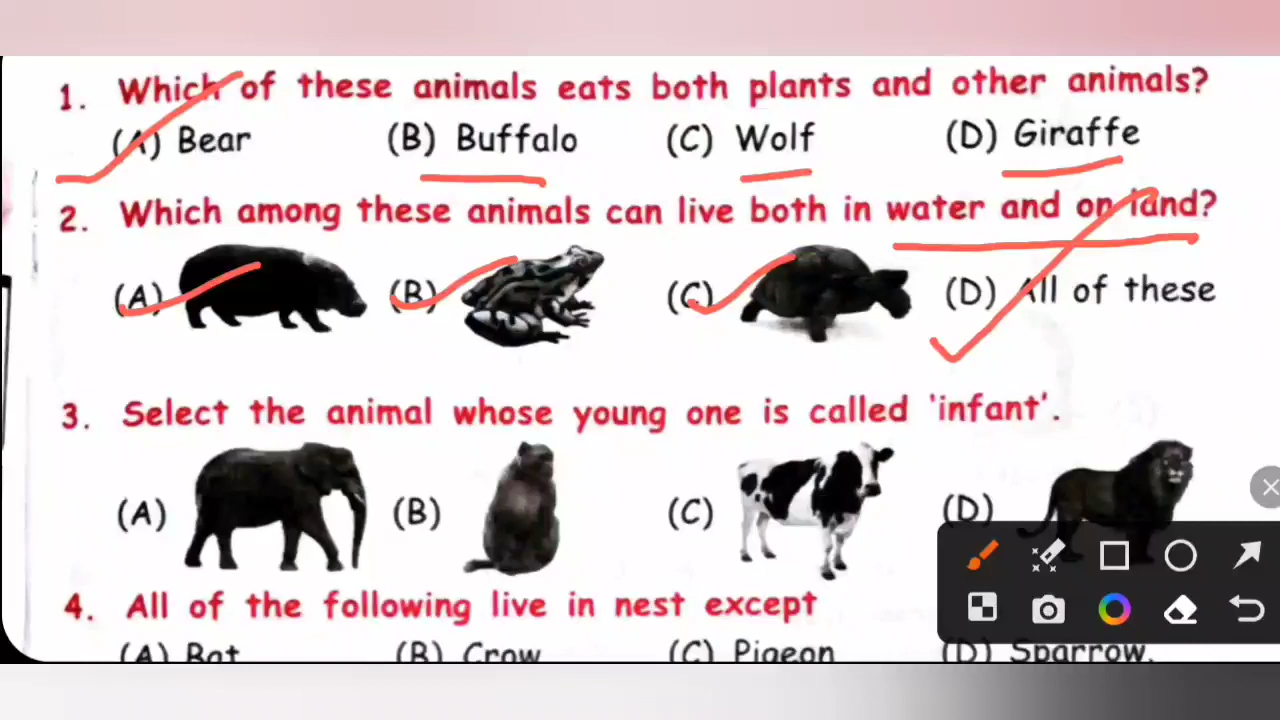 1. Which of these animals eats both plants and other animals?
(A) Bear (B) Buffalo (C) Wolf (D) Giraffe
2. Which among these animals can live both in water and on land?
(A) (B) (C) (D) All of these
3. Select the animal whose young one is called 'infant'.
(A) (B) (C) (D)
4. All of the following live in nest except
(A) Bat (B) Crow (C) Pigeon (D) Sparrow.